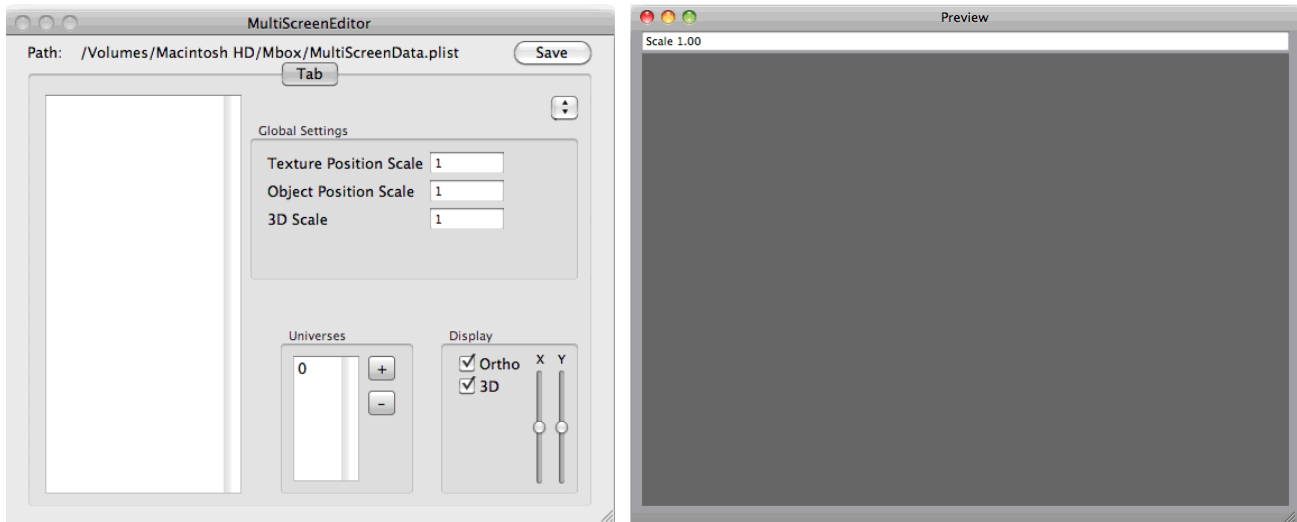 MultiScreenEditor
Path: /Volumes/Macintosh HD/Mbox/MultiScreenData.plist Save
Tab
Global Settings
Texture Position Scale 1
Object Position Scale 1
3D Scale 1
Universes
0
+
-
Display
Ortho
3D
X Y
Preview
Scale 1.00